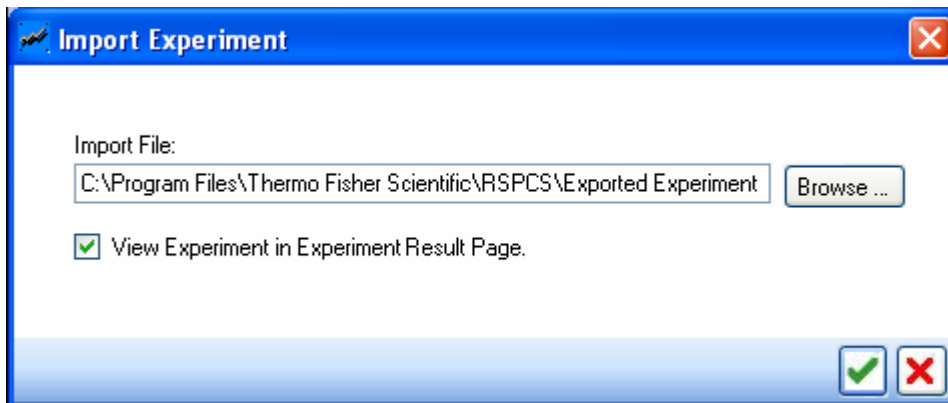 Import Experiment
Import File:
C:\Program Files\Thermo Fisher Scientific\RSPCS\Exported Experiment
Browse ...
View Experiment in Experiment Result Page.